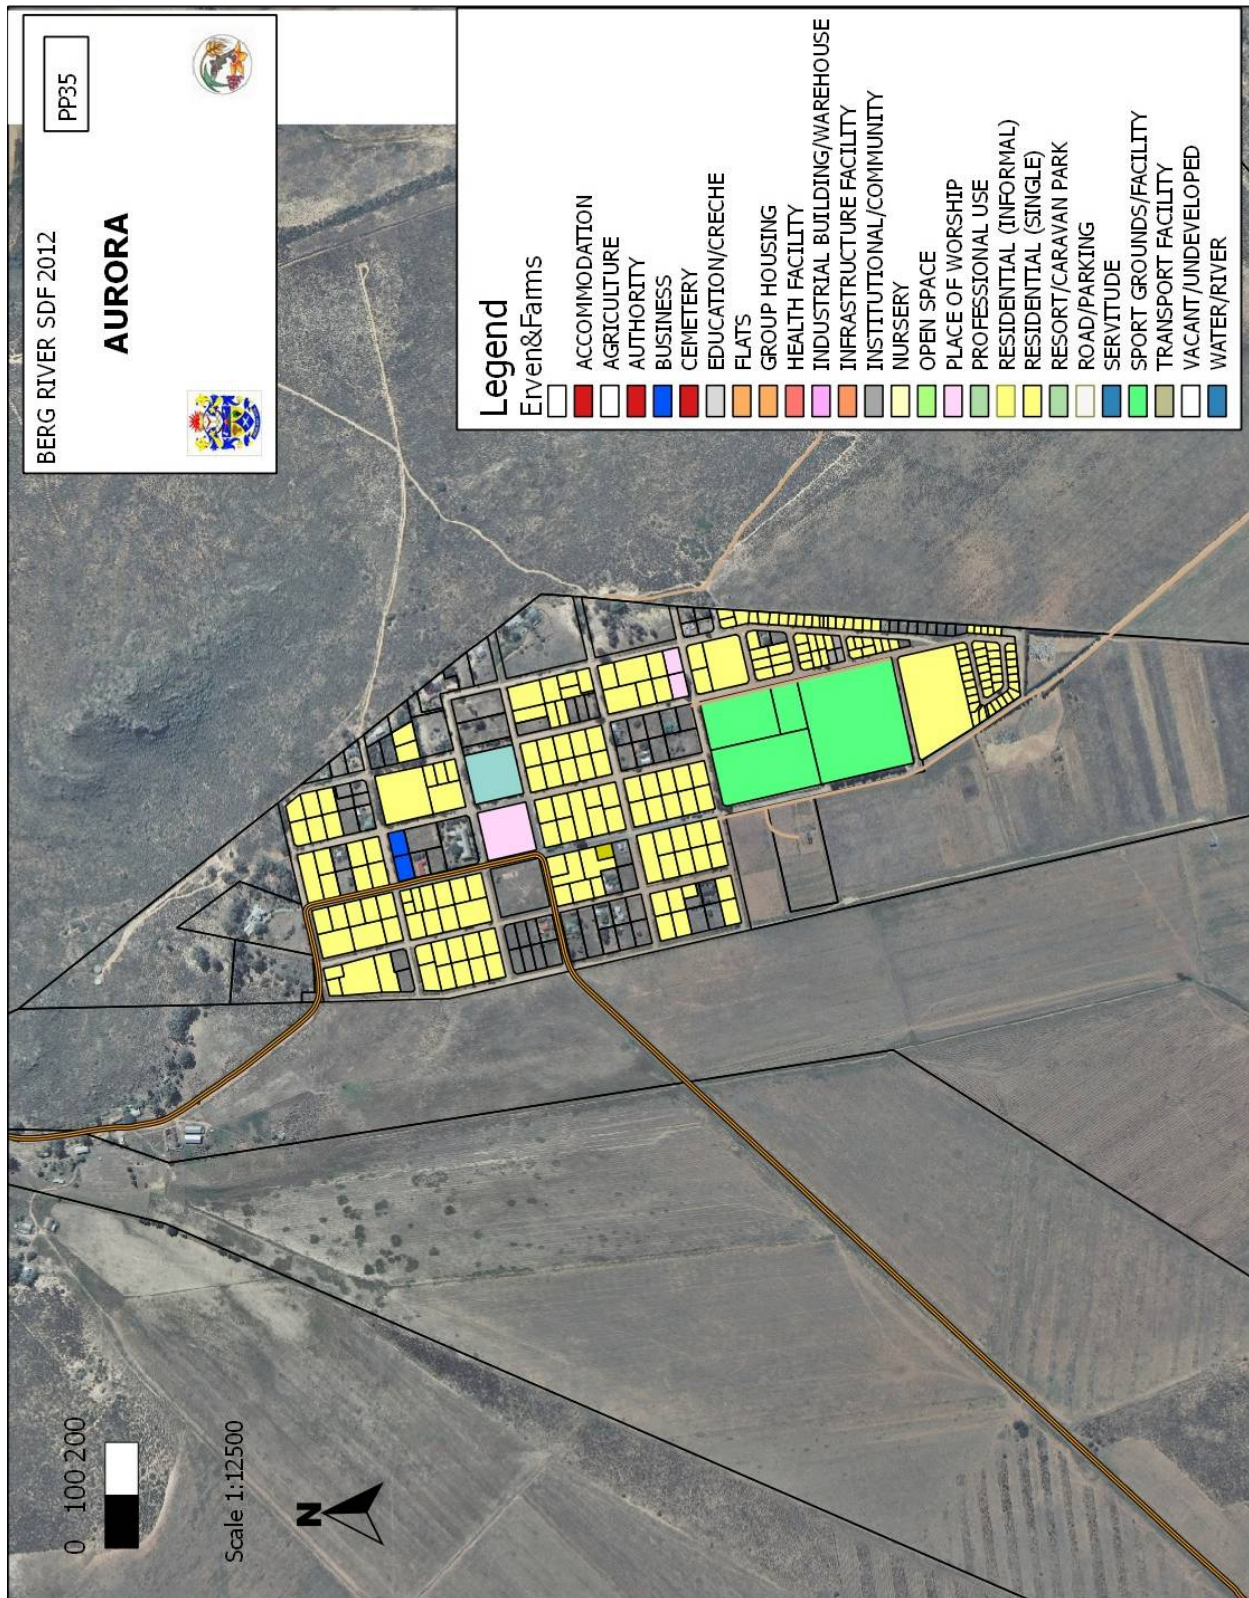 BERG RIVER SDF 2012
PP35
AURORA
Legend
Erven&Fams
ACCOMMODATION
AGRICULTURE
AUTHORITY
BUSINESS
CEMETERY
EDUCATION/CRECHE
FLATS
GROUP HOUSING
HEALTH FACILITY
INDUSTRIAL BUILDING/WAREHOUSE
INFRASTRUCTURE FACILITY
INSTITUTIONAL/COMMUNITY
NURSERY
OPEN SPACE
PLACE OF WORSHIP
PROFESSIONAL USE
RESIDENTIAL (INFORMAL)
RESIDENTIAL (SINGLE)
RESORT/CARAVAN PARK
ROAD/PARKING
SERVITUDE
SPORT GROUNDS/FACILITY
TRANSPORT FACILITY
VACANT/UNDEVELOPED
WATER/RIVER
0 100 200
Scale 1:12500
N